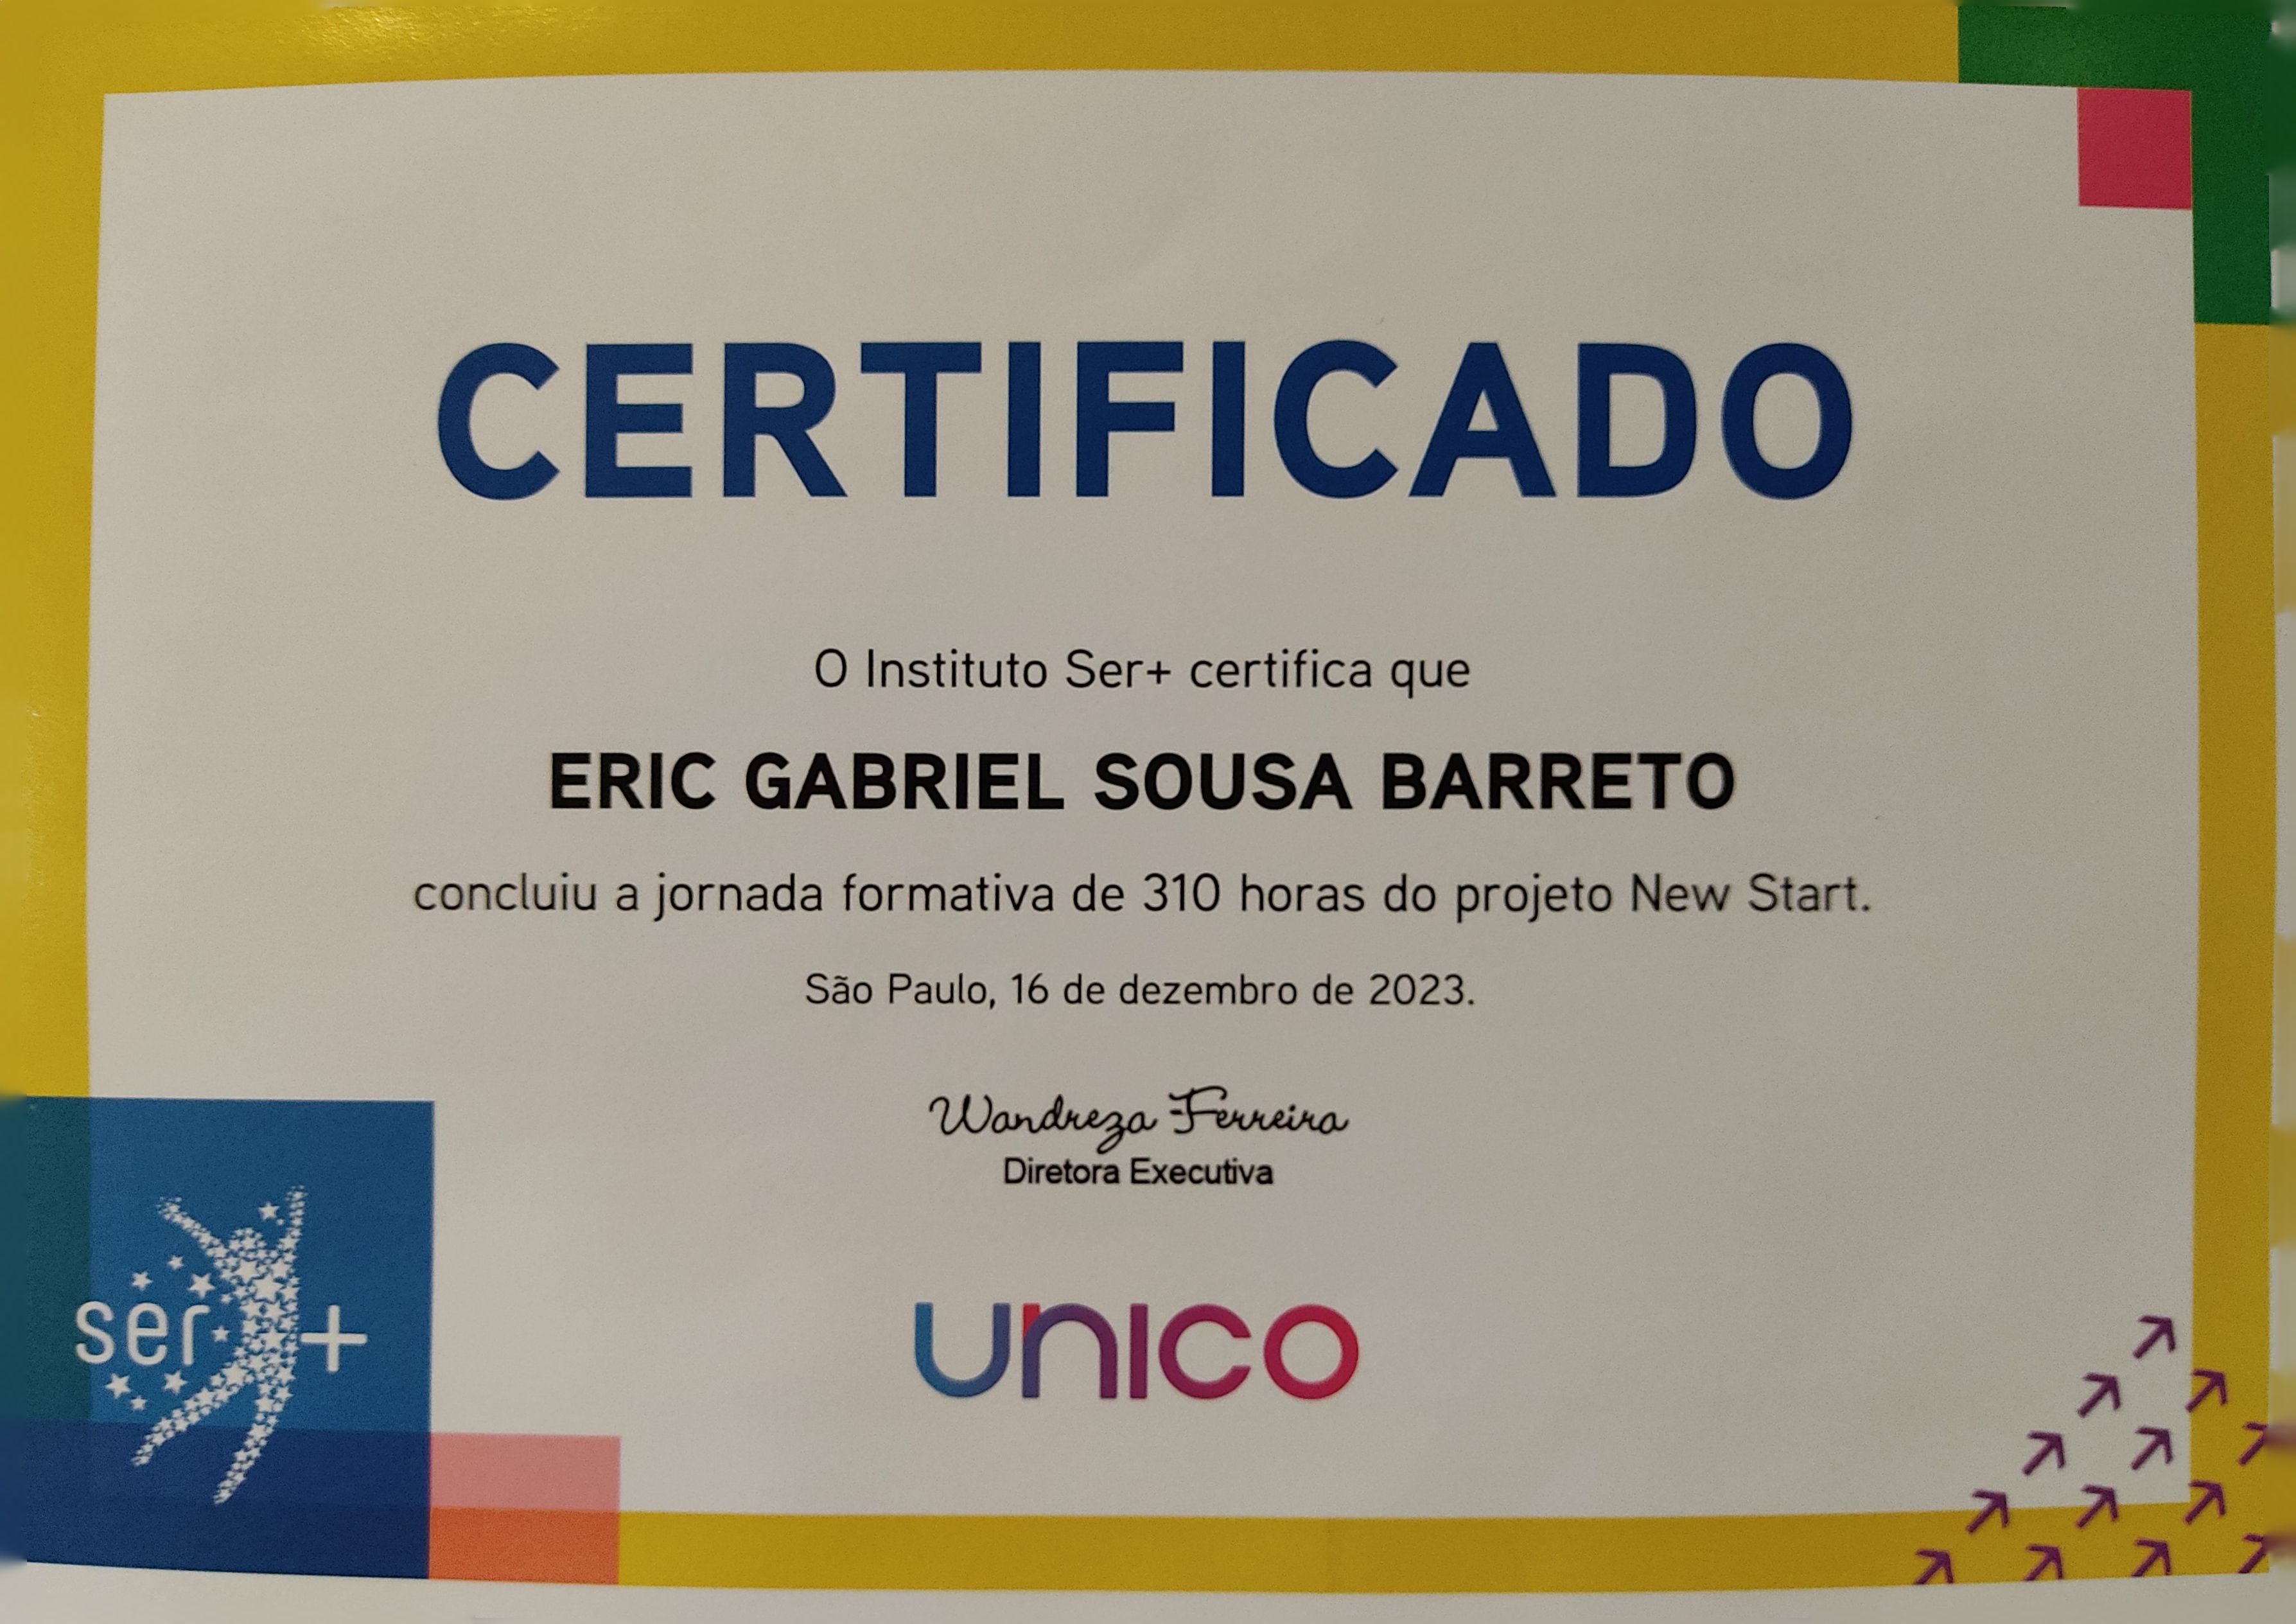 CERTIFICADO
O Instituto Ser+ certifica que
ERIC GABRIEL SOUSA BARRETO
concluiu a jornada formativa de 310 horas do projeto New Start.
São Paulo, 16 de dezembro de 2023.
Wandreza Ferreira
Diretora Executiva
ser+
unico